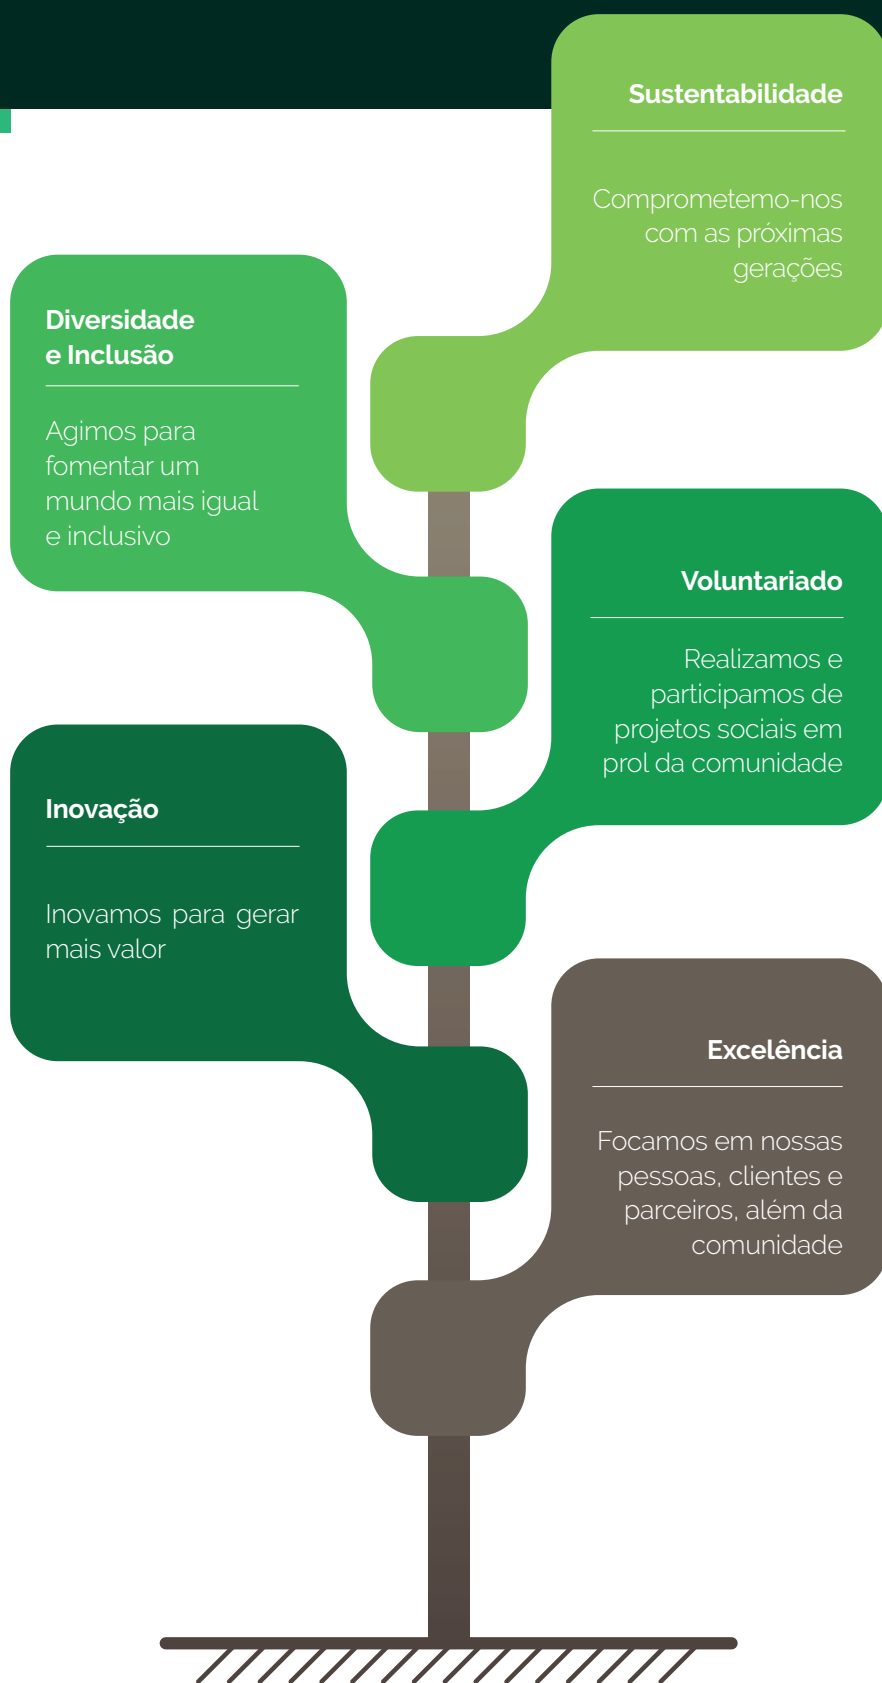 Sustentabilidade
Comprometemo-nos
com as próximas
gerações
Diversidade
e Inclusão
Agimos para
fomentar um
mundo mais igual
e inclusivo
Voluntariado
Realizamos e
participamos de
projetos sociais em
prol da comunidade
Inovação
Inovamos para gerar
mais valor
Excelência
Focamos em nossas
pessoas, clientes e
parceiros, além da
comunidade